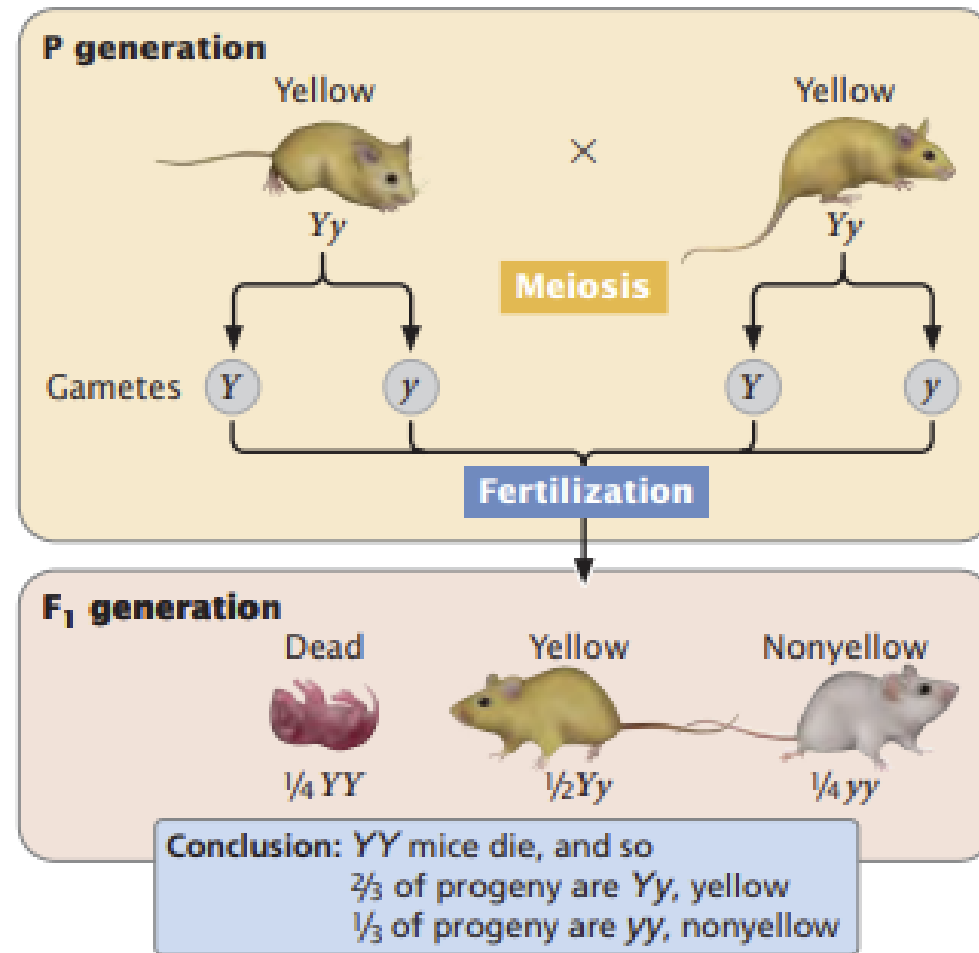 P generation
Yellow Yellow
×
Yy Yy
Meiosis
Gametes Y y Y y
Fertilization
F₁ generation
Dead Yellow Nonyellow
¼ YY ½ Yy ¼ yy
Conclusion: YY mice die, and so
⅔ of progeny are Yy, yellow
⅓ of progeny are yy, nonyellow